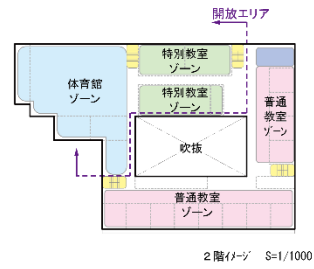 開放エリア
特別教室
ゾーン
体育館
ゾーン
特別教室
ゾーン
普通
教室
ゾーン
吹抜
普通教室
ゾーン
２階ｲﾒｰｼﾞ S=1/1000